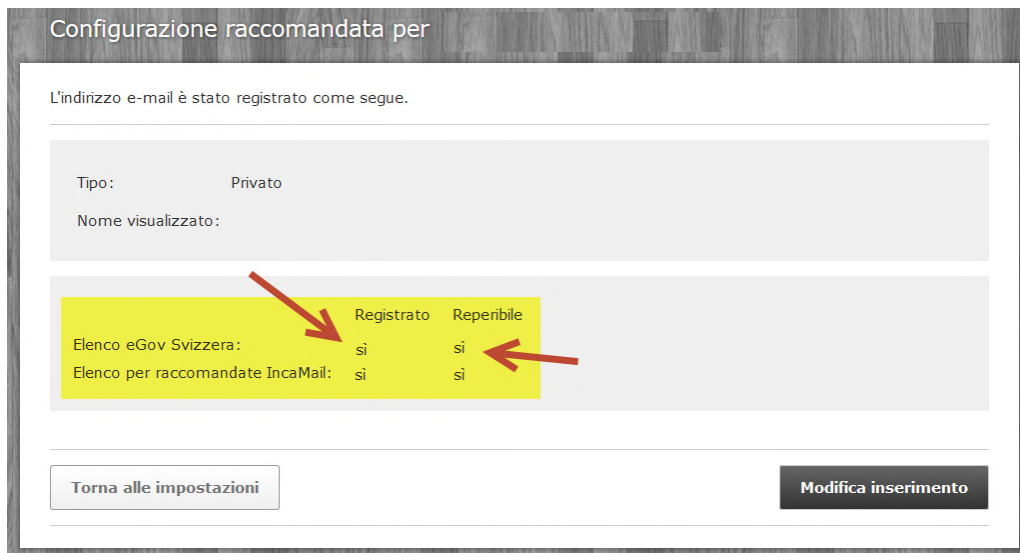 Configurazione raccomandata per
L'indirizzo e-mail è stato registrato come segue.
Tipo: Privato
Nome visualizzato:
Registrato Reperibile
Elenco eGov Svizzera: sì sì
Elenco per raccomandate IncaMail: sì sì
Torna alle impostazioni Modifica inserimento